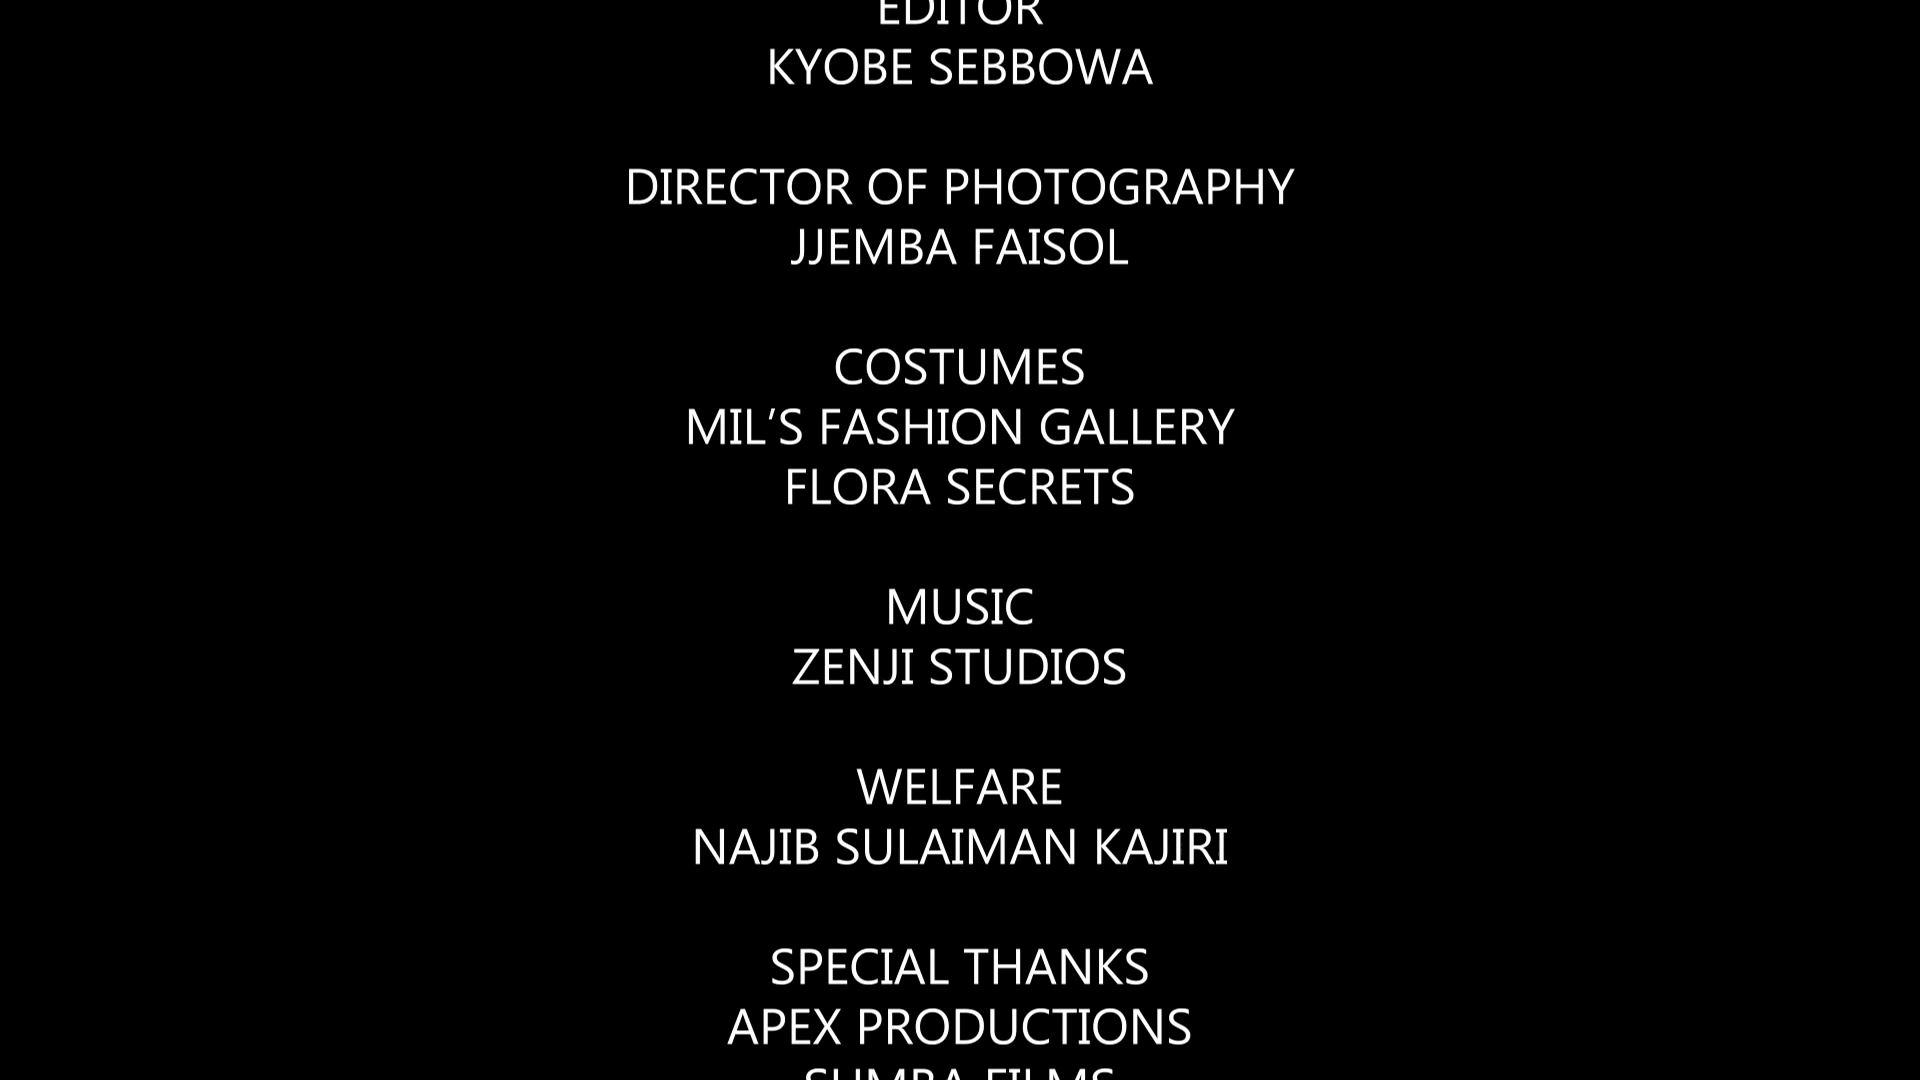 EDITOR
KYOBE SEBBOWA
DIRECTOR OF PHOTOGRAPHY
JJEMBA FAISOL
COSTUMES
MIL’S FASHION GALLERY
FLORA SECRETS
MUSIC
ZENJI STUDIOS
WELFARE
NAJIB SULAIMAN KAJIRI
SPECIAL THANKS
APEX PRODUCTIONS
FILMS